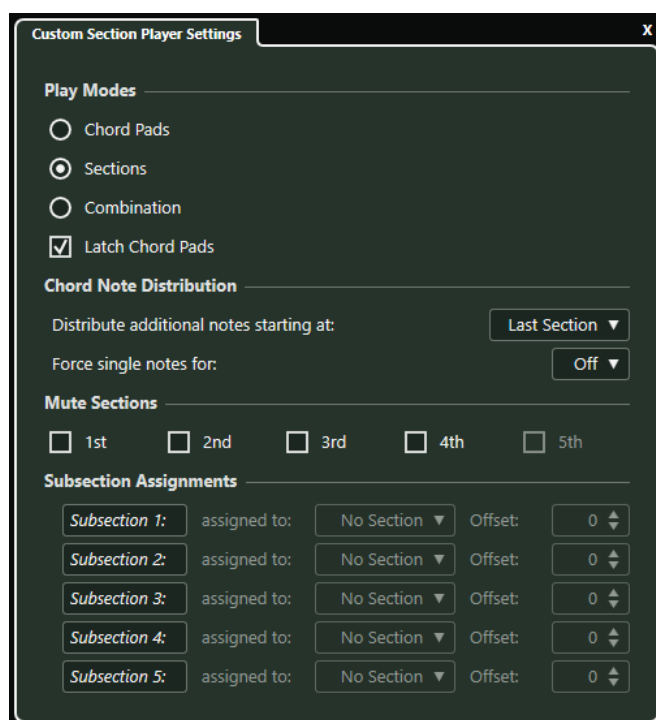 Custom Section Player Settings X
Play Modes
Chord Pads
Sections
Combination
Latch Chord Pads
Chord Note Distribution
Distribute additional notes starting at: Last Section
Force single notes for: Off
Mute Sections
1st 2nd 3rd 4th 5th
Subsection Assignments
Subsection 1: assigned to: No Section Offset: 0
Subsection 2: assigned to: No Section Offset: 0
Subsection 3: assigned to: No Section Offset: 0
Subsection 4: assigned to: No Section Offset: 0
Subsection 5: assigned to: No Section Offset: 0